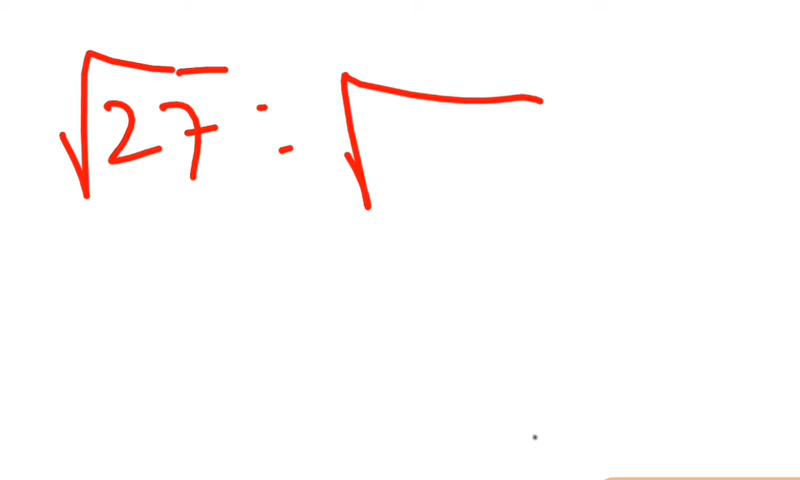 √27 = √